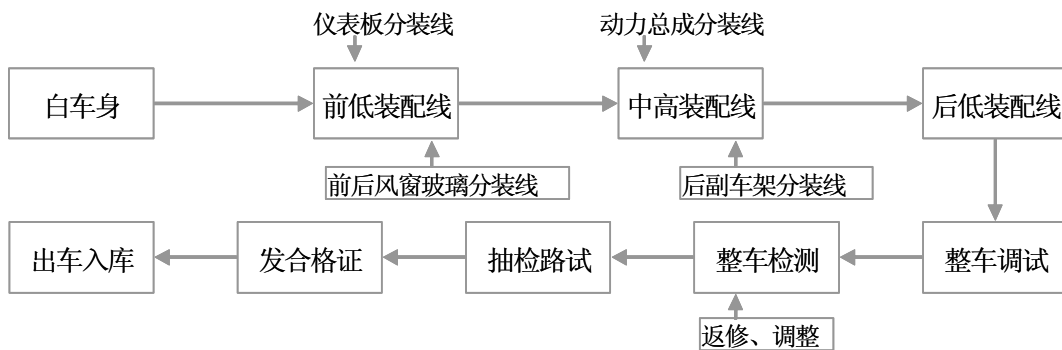 仪表板分装线
动力总成分装线
白车身
前低装配线
中高装配线
后低装配线
前后风窗玻璃分装线
后副车架分装线
出车入库
发合格证
抽检路试
整车检测
整车调试
返修、调整